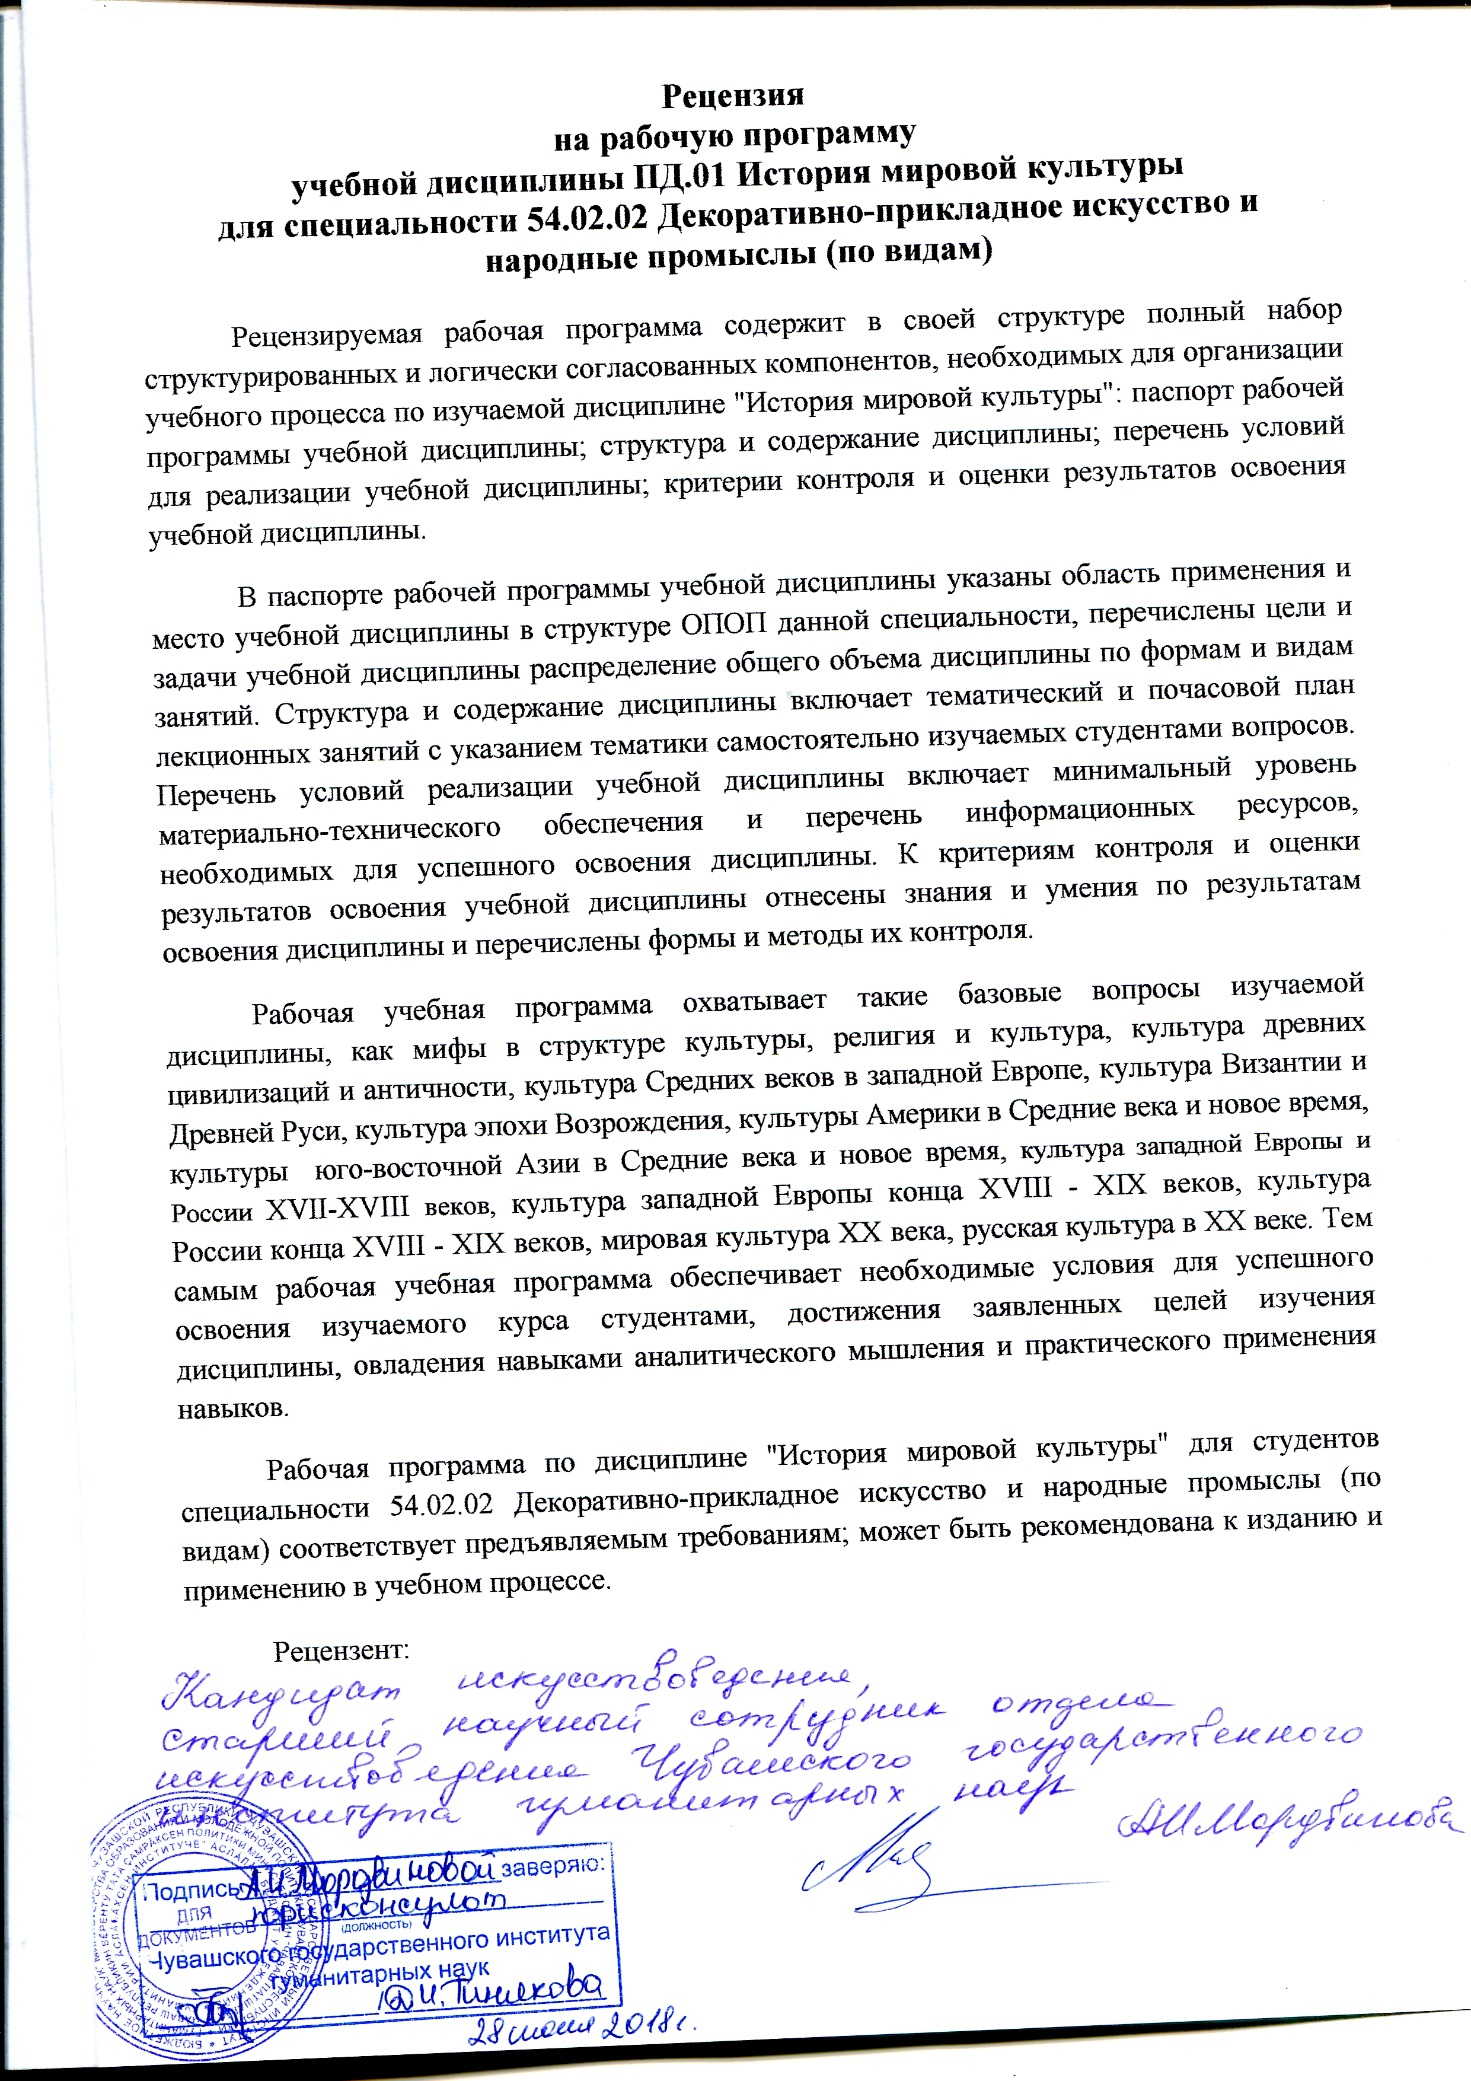 Рецензия
на рабочую программу
учебной дисциплины ПД.01 История мировой культуры
для специальности 54.02.02 Декоративно-прикладное искусство и
народные промыслы (по видам)
Рецензируемая рабочая программа содержит в своей структуре полный набор
структурированных и логически согласованных компонентов, необходимых для организации
учебного процесса по изучаемой дисциплине "История мировой культуры": паспорт рабочей
программы учебной дисциплины; структура и содержание дисциплины; перечень условий
для реализации учебной дисциплины; критерии контроля и оценки результатов освоения
учебной дисциплины.
В паспорте рабочей программы учебной дисциплины указаны область применения и
место учебной дисциплины в структуре ОПОП данной специальности, перечислены цели и
задачи учебной дисциплины распределение общего объема дисциплины по формам и видам
занятий. Структура и содержание дисциплины включает тематический и почасовой план
лекционных занятий с указанием тематики самостоятельно изучаемых студентами вопросов.
Перечень условий реализации учебной дисциплины включает минимальный уровень
материально-технического обеспечения и перечень информационных ресурсов,
необходимых для успешного освоения дисциплины. К критериям контроля и оценки
результатов освоения учебной дисциплины отнесены знания и умения по результатам
освоения дисциплины и перечислены формы и методы их контроля.
Рабочая учебная программа охватывает такие базовые вопросы изучаемой
дисциплины, как мифы в структуре культуры, религия и культура, культура древних
цивилизаций и античности, культура Средних веков в западной Европе, культура Византии и
Древней Руси, культура эпохи Возрождения, культуры Америки в Средние века и новое время,
культуры юго-восточной Азии в Средние века и новое время, культура западной Европы и
России XVII-XVIII веков, культура западной Европы конца XVIII - XIX веков, культура
России конца XVIII - XIX веков, мировая культура XX века, русская культура в XX веке. Тем
самым рабочая учебная программа обеспечивает необходимые условия для успешного
освоения изучаемого курса студентами, достижения заявленных целей изучения
дисциплины, овладения навыками аналитического мышления и практического применения
навыков.
Рабочая программа по дисциплине "История мировой культуры" для студентов
специальности 54.02.02 Декоративно-прикладное искусство и народные промыслы (по
видам) соответствует предъявляемым требованиям; может быть рекомендована к изданию и
применению в учебном процессе.
Рецензент:
Кандидат искусствоведения,
старший научный сотрудник отдела
искусствоведения Чувашского государственного
института гуманитарных наук
А.И. Мордвинова
Подпись А.И. Мордвиновой заверяю:
юрисконсульт
(должность)
Чувашского государственного института
гуманитарных наук
ДЛЯ
ДОКУМЕНТОВ
28 июня 2018 г.